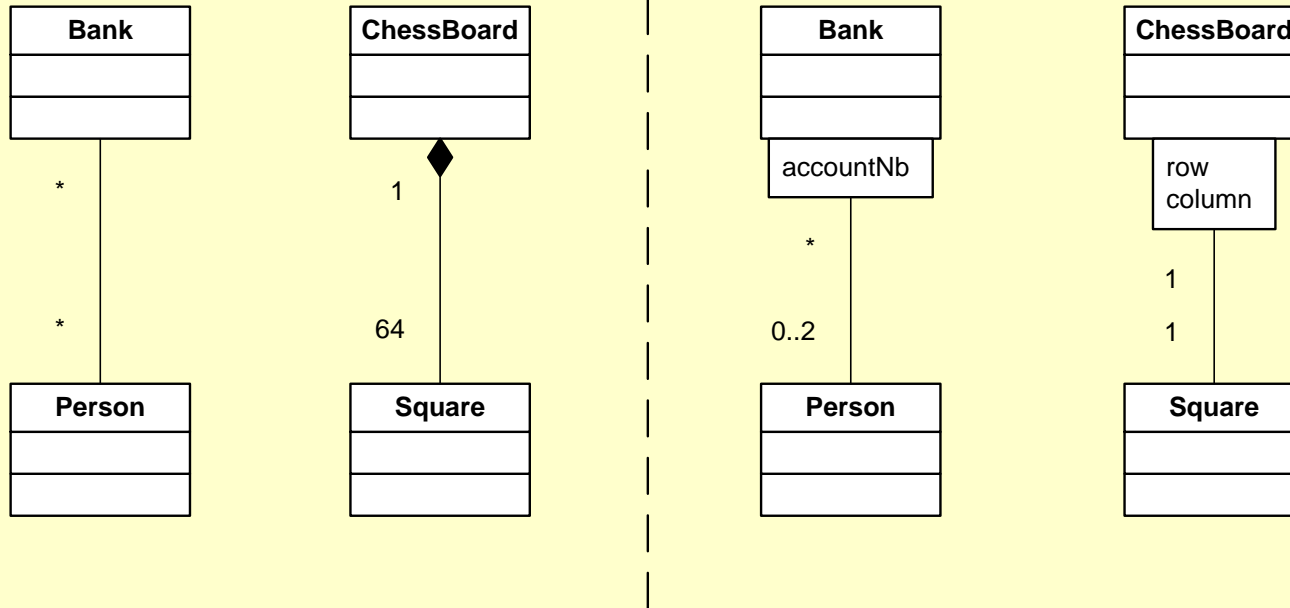 Bank
ChessBoard
*
1
*
64
Person
Square
Bank
ChessBoard
accountNb
row
column
*
1
0..2
1
Person
Square